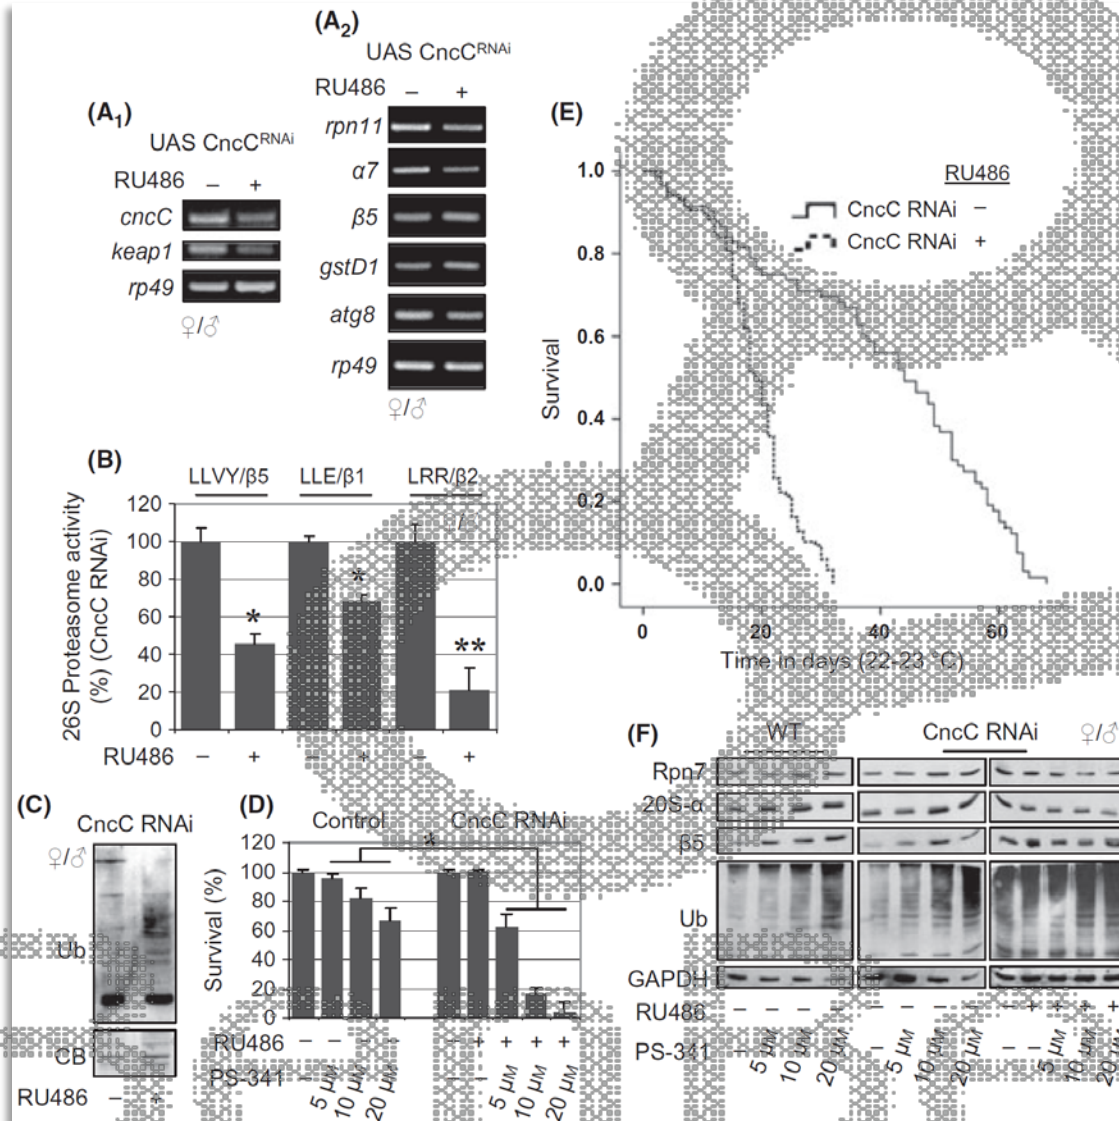 (A1)
UAS CncCRNAi
RU486 – +
cncC
keap1
rp49
♀/♂
(A2)
UAS CncCRNAi
RU486 – +
rpn11
α7
β5
gstD1
atg8
rp49
♀/♂
(B)
LLVY/β5 LLE/β1 LRR/β2
26S Proteasome activity
(%) (CncC RNAi)
120
100
80
60
40
20
0
* * **
RU486 – + – + – +
(C)
CncC RNAi
♀/♂
Ub
CB
RU486 – +
(D)
Control CncC RNAi
*
Survival (%)
120
100
80
60
40
20
0
RU486 – – – – – + + + +
PS-341 – 5 µM 10 µM 20 µM – – 5 µM 10 µM 20 µM
(E)
RU486
CncC RNAi –
CncC RNAi +
Survival
1.0
0.8
0.6
0.4
0.2
0.0
0 20 40 60
Time in days (22-23 °C)
(F)
WT CncC RNAi ♀/♂
Rpn7
20S-α
β5
Ub
GAPDH
RU486 – – – – – – – – – + + + +
PS-341 – 5 µM 10 µM 20 µM – 5 µM 10 µM 20 µM – – 5 µM 10 µM 20